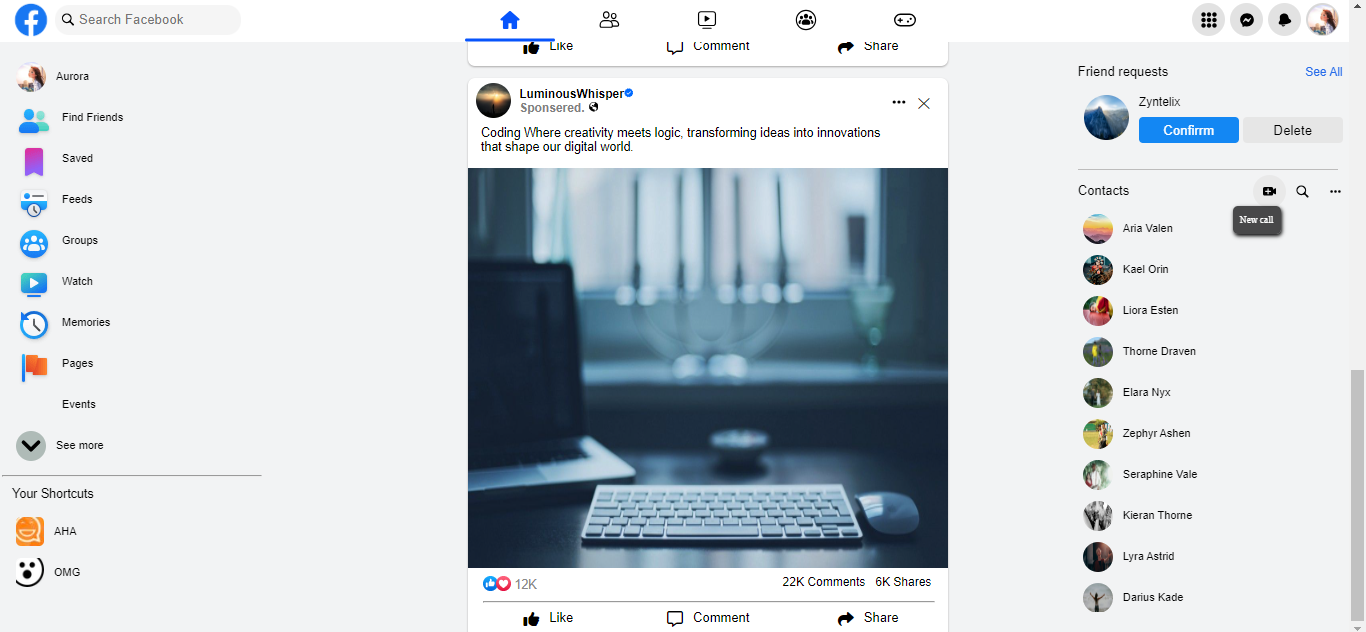 Search Facebook
Like
Comment
Share
Aurora
Find Friends
Saved
Feeds
Groups
Watch
Memories
Pages
Events
See more
Your Shortcuts
AHA
OMG
LuminousWhisper
Sponsored.
Coding Where creativity meets logic, transforming ideas into innovations
that shape our digital world.
12K
22K Comments 6K Shares
Like
Comment
Share
Friend requests
See All
Zyntelix
Confirm
Delete
Contacts
New call
Aria Valen
Kael Orin
Liora Esten
Thorne Draven
Elara Nyx
Zephyr Ashen
Seraphine Vale
Kieran Thorne
Lyra Astrid
Darius Kade